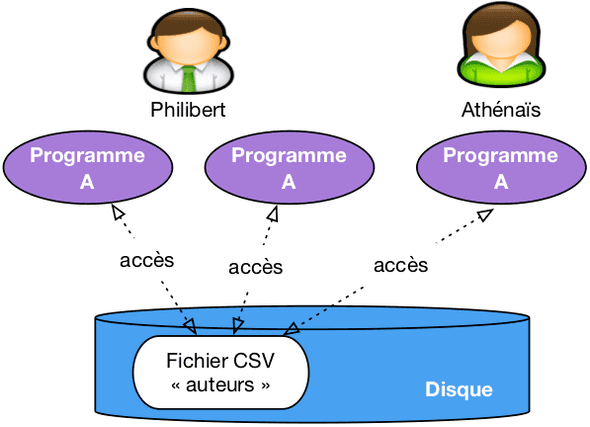 Philibert
Athénaïs
Programme
A
Programme
A
Programme
A
accès
accès
accès
Fichier CSV
« auteurs »
Disque